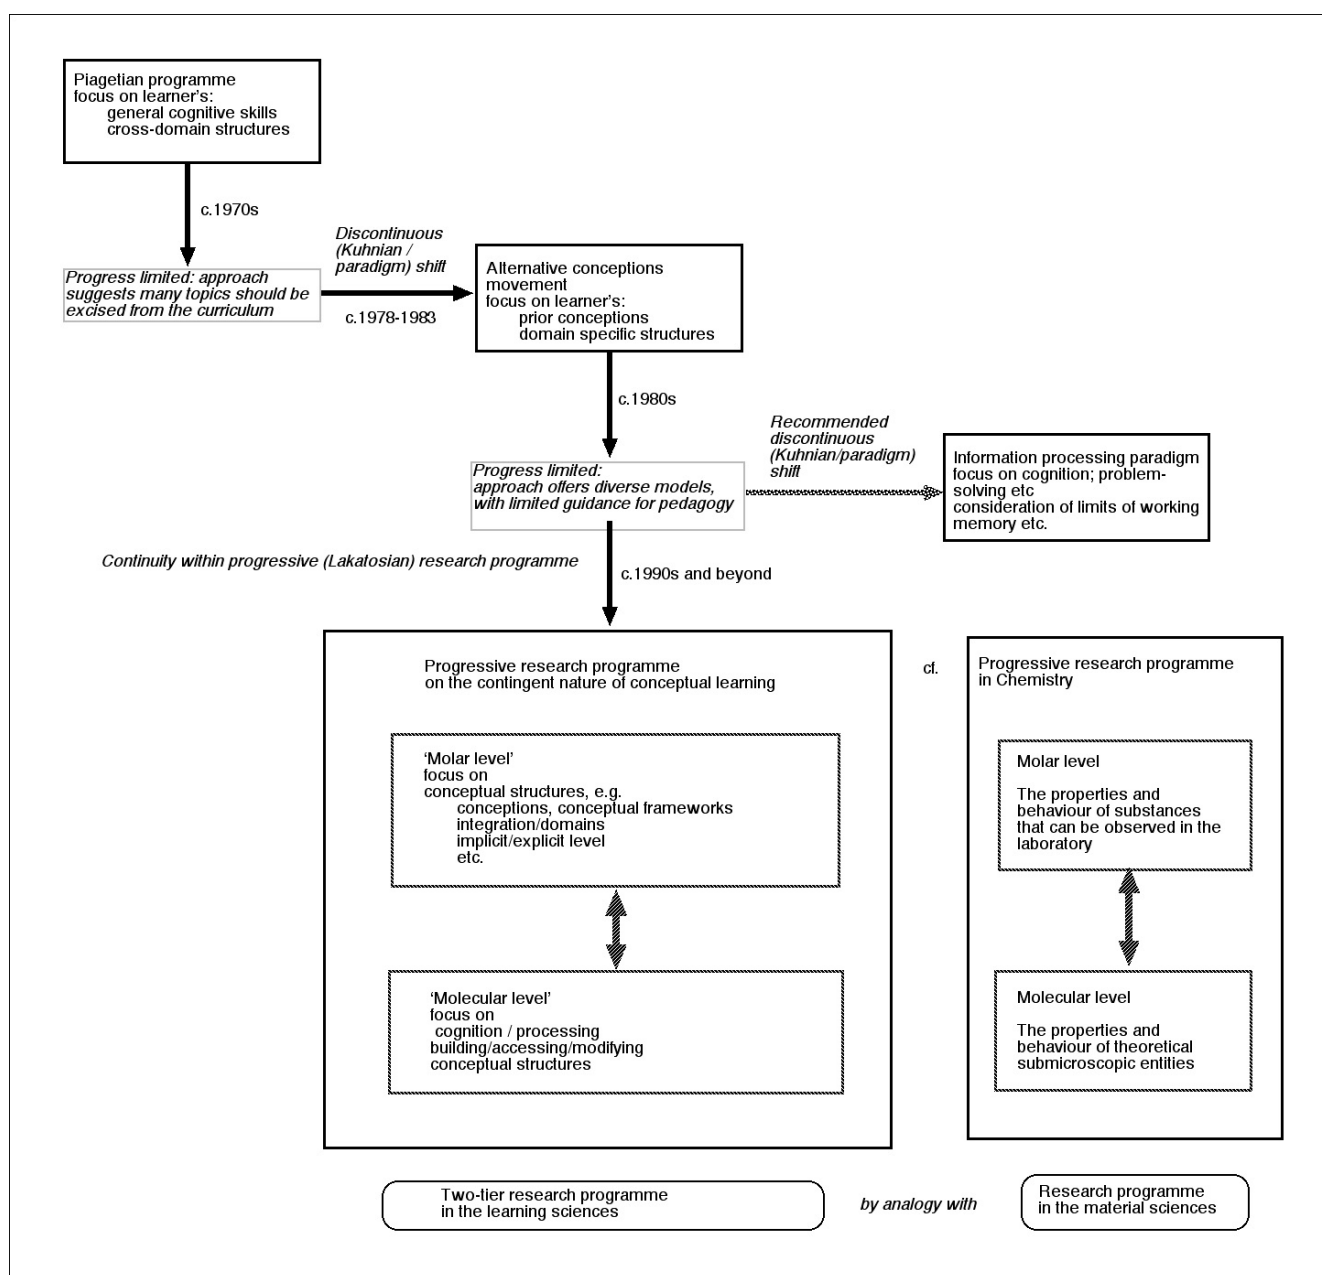 Piagetian programme
focus on learner's:
general cognitive skills
cross-domain structures
c.1970s
Progress limited: approach
suggests many topics should be
excised from the curriculum
Discontinuous
(Kuhnian /
paradigm) shift
c.1978-1983
Alternative conceptions
movement
focus on learner's:
prior conceptions
domain specific structures
c.1980s
Progress limited:
approach offers diverse models,
with limited guidance for pedagogy
Recommended
discontinuous
(Kuhnian/paradigm)
shift
Information processing paradigm
focus on cognition; problem-
solving etc
consideration of limits of working
memory etc.
Continuity within progressive (Lakatosian) research programme
c.1990s and beyond
Progressive research programme
on the contingent nature of conceptual learning
'Molar level'
focus on
conceptual structures, e.g.
conceptions, conceptual frameworks
integration/domains
implicit/explicit level
etc.
'Molecular level'
focus on
cognition / processing
building/accessing/modifying
conceptual structures
cf.
Progressive research programme
in Chemistry
Molar level
The properties and
behaviour of substances
that can be observed in the
laboratory
Molecular level
The properties and
behaviour of theoretical
submicroscopic entities
Two-tier research programme
in the learning sciences
by analogy with
Research programme
in the material sciences